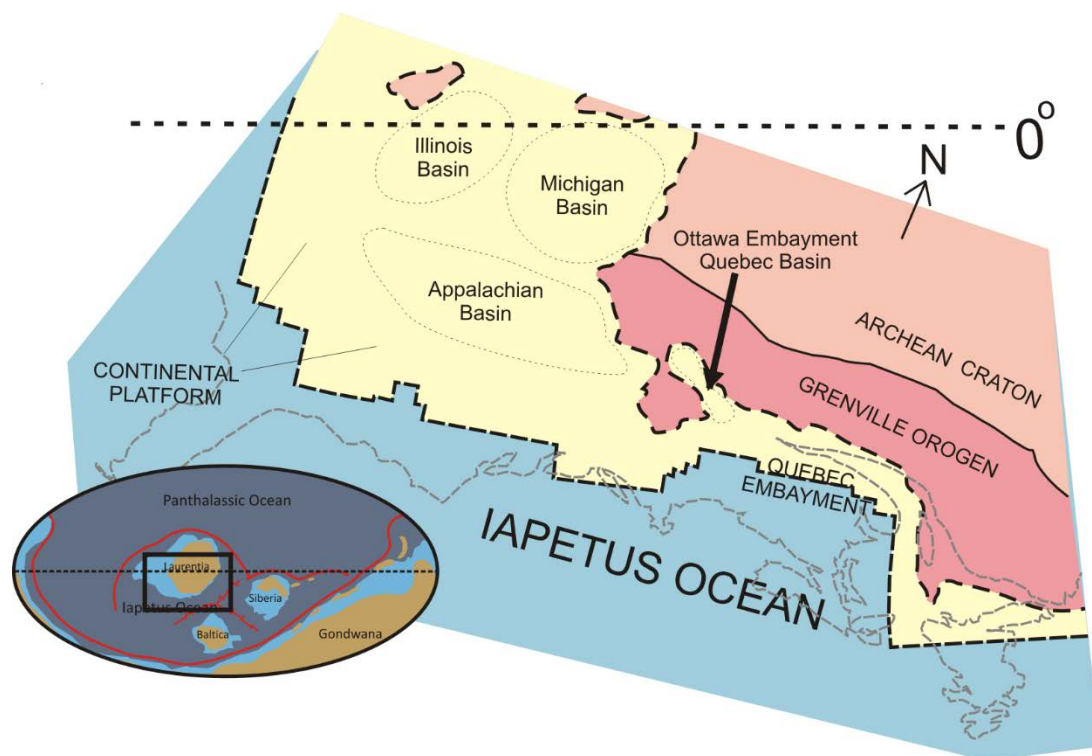 0°
N
Illinois
Basin
Michigan
Basin
Ottawa Embayment
Quebec Basin
Appalachian
Basin
ARCHEAN CRATON
CONTINENTAL
PLATFORM
GRENVILLE OROGEN
QUEBEC
EMBAYMENT
IAPETUS OCEAN
Panthalassic Ocean
Laurentia
Siberia
Iapetus Ocean
Baltica
Gondwana